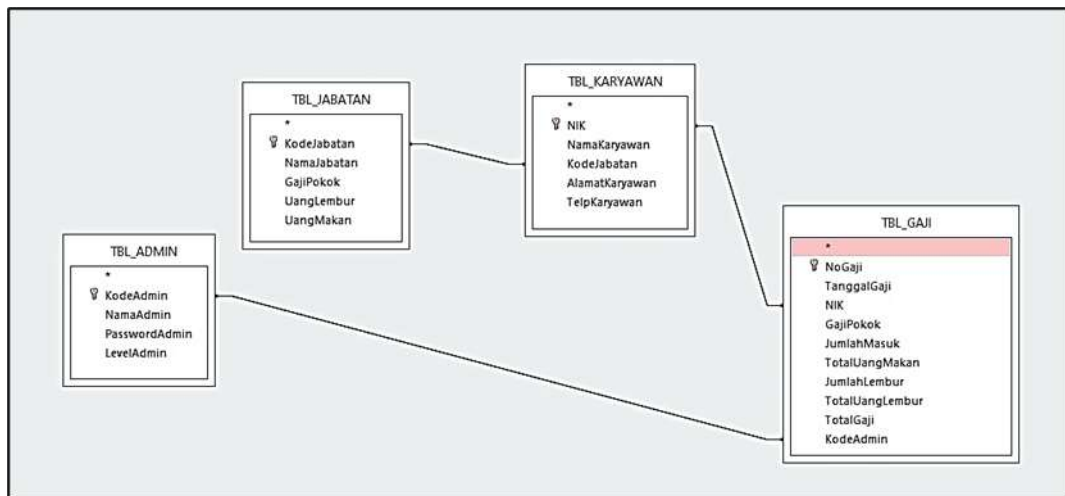 TBL_JABATAN
*
KodeJabatan
NamaJabatan
GajiPokok
UangLembur
UangMakan
TBL_KARYAWAN
*
NIK
NamaKaryawan
KodeJabatan
AlamatKaryawan
TelpKaryawan
TBL_ADMIN
*
KodeAdmin
NamaAdmin
PasswordAdmin
LevelAdmin
TBL_GAJI
*
NoGaji
TanggalGaji
NIK
GajiPokok
JumlahMasuk
TotalUangMakan
JumlahLembur
TotalUangLembur
TotalGaji
KodeAdmin